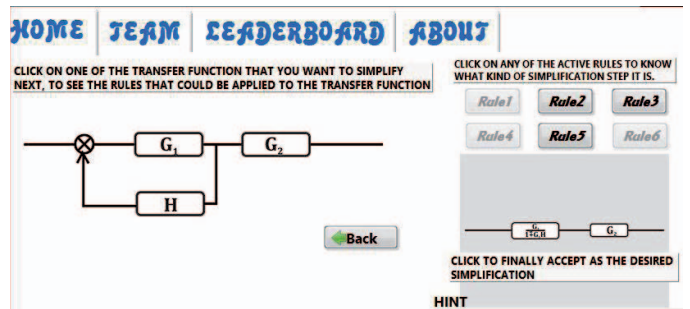 HOME TEAM LEADERBOARD ABOUT
CLICK ON ONE OF THE TRANSFER FUNCTION THAT YOU WANT TO SIMPLIFY
NEXT, TO SEE THE RULES THAT COULD BE APPLIED TO THE TRANSFER FUNCTION
G₁ G₂
H
Back
CLICK ON ANY OF THE ACTIVE RULES TO KNOW
WHAT KIND OF SIMPLIFICATION STEP IT IS.
Rule1 Rule2 Rule3
Rule4 Rule5 Rule6
G₁
1+G₁H G₂
CLICK TO FINALLY ACCEPT AS THE DESIRED
SIMPLIFICATION
HINT